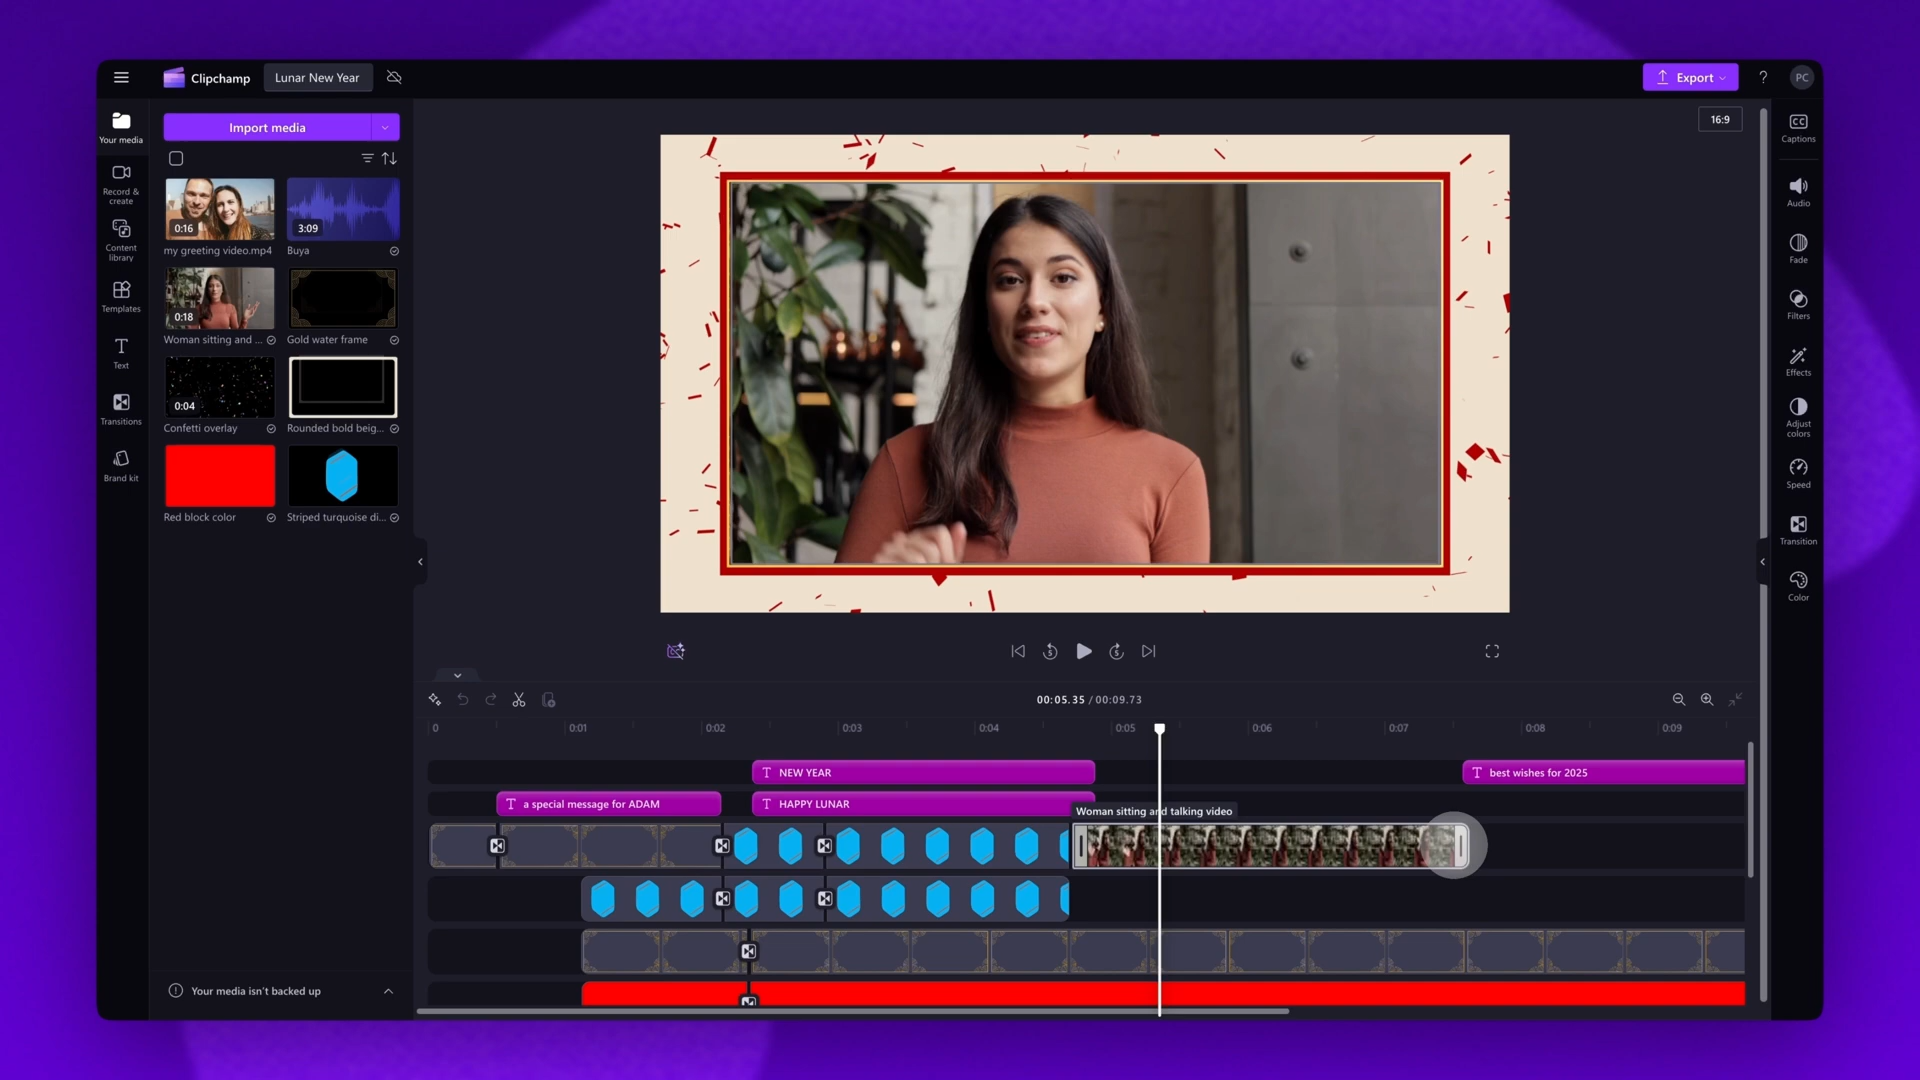 Clipchamp
Lunar New Year
Export
?
PC
Your media
Import media
16:9
Record &
create
Content
library
Templates
Text
Transitions
Brand kit
0:16
my greeting video.mp4
3:09
Buya
0:18
Woman sitting and ...
Gold water frame
0:04
Confetti overlay
Rounded bold beig...
Red block color
Striped turquoise di...
CC
Captions
Audio
Fade
Filters
Effects
Adjust
colors
Speed
Transition
Color
5
5
00:05.35 / 00:09.73
0
0:01
0:02
0:03
0:04
0:05
0:06
0:07
0:08
0:09
T NEW YEAR
T best wishes for 2025
T a special message for ADAM
T HAPPY LUNAR
Woman sitting and talking video
Your media isn't backed up